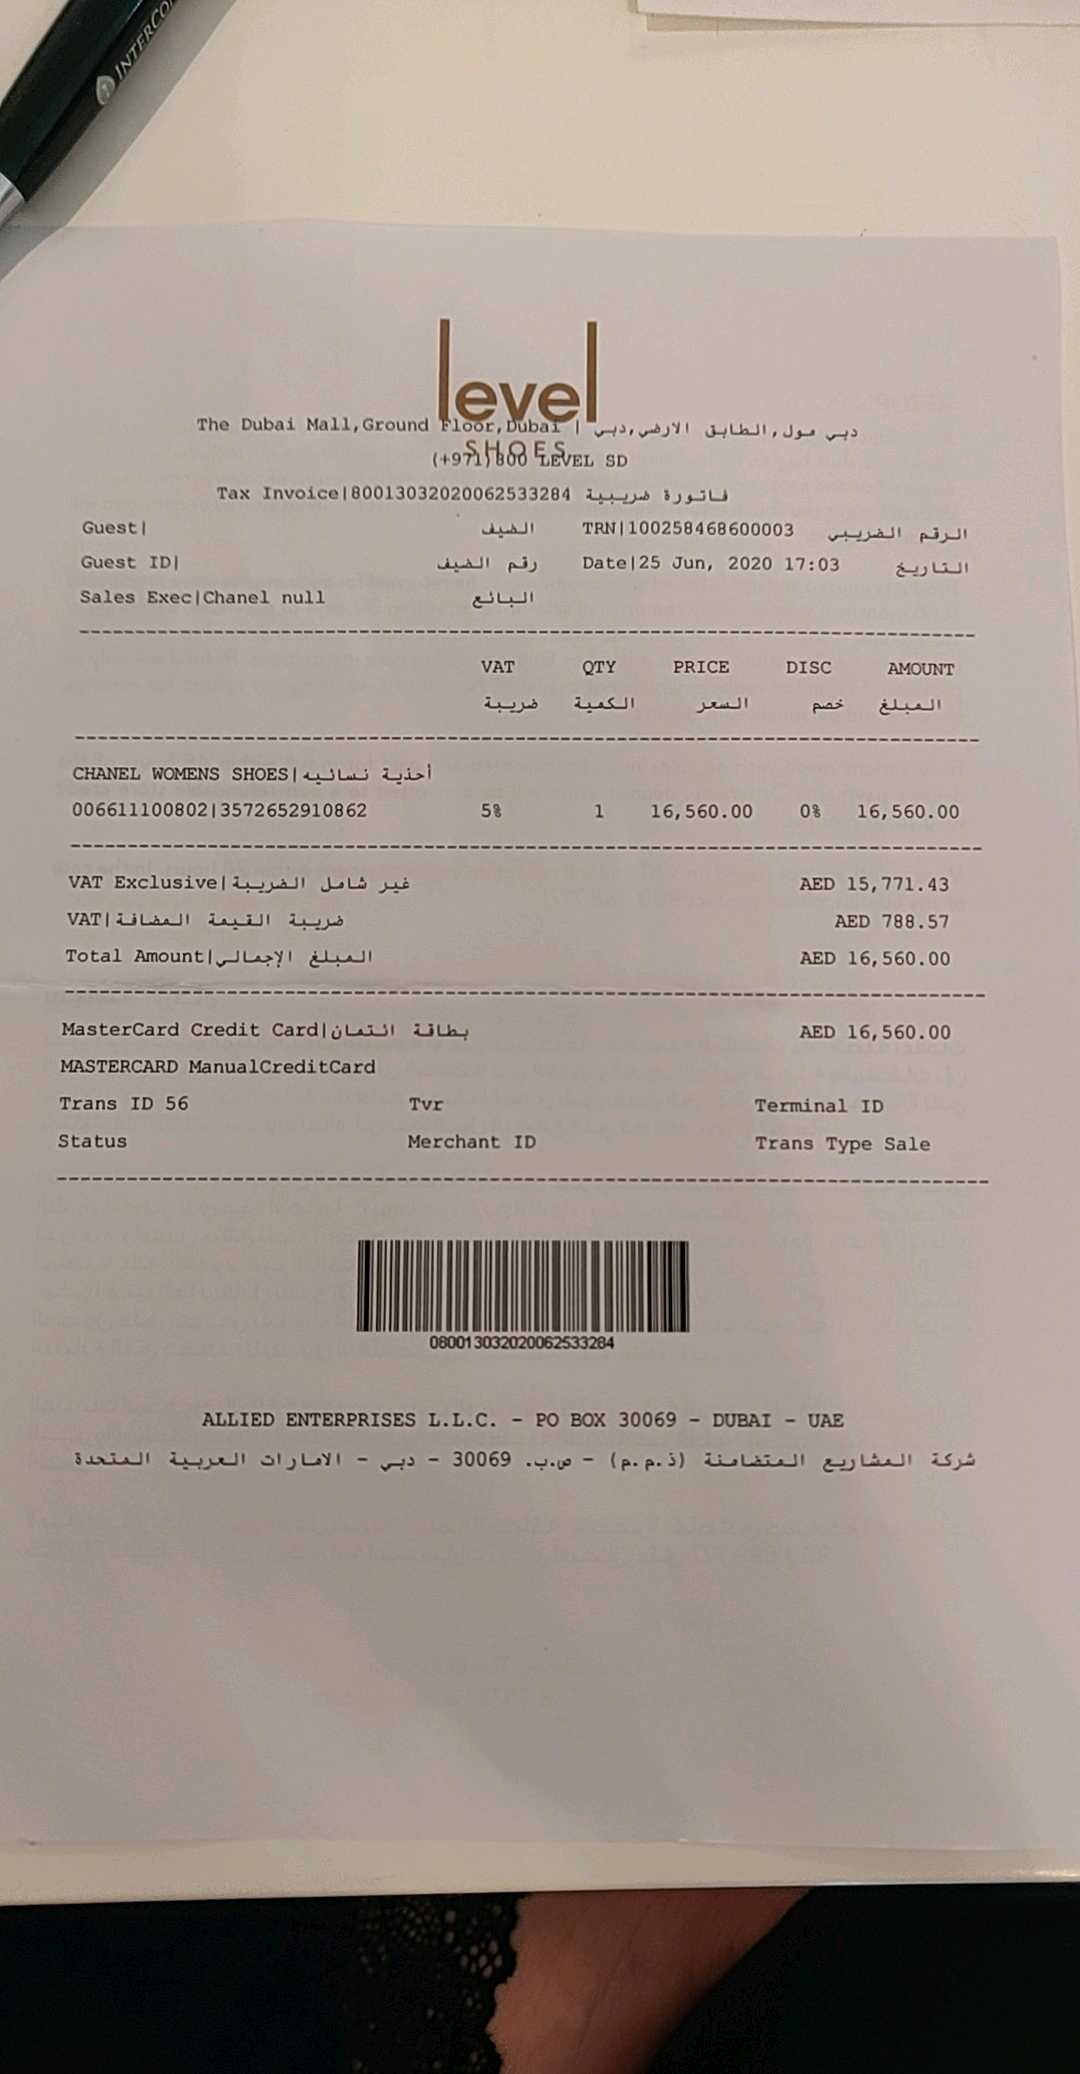 INTERCO
level
SHOES
The Dubai Mall,Ground Floor,Dubai | دبي مول,الطابق الارضي,دبي
(+971)800 LEVEL SD
Tax Invoice|80013032020062533284 فاتورة ضريبية
Guest| الضيف TRN|100258468600003 الرقم الضريبي
Guest ID| رقم الضيف Date|25 Jun, 2020 17:03 التاريخ
Sales Exec|Chanel null البائع
VAT QTY PRICE DISC AMOUNT
ضريبة الكمية السعر خصم المبلغ
CHANEL WOMENS SHOES|أحذية نسائيه
006611100802|3572652910862 5% 1 16,560.00 0% 16,560.00
VAT Exclusive|غير شامل الضريبة AED 15,771.43
VAT|ضريبة القيمة المضافة AED 788.57
Total Amount|المبلغ الإجمالي AED 16,560.00
MasterCard Credit Card|بطاقة ائتمان AED 16,560.00
MASTERCARD ManualCreditCard
Trans ID 56 Tvr Terminal ID
Status Merchant ID Trans Type Sale
080013032020062533284
ALLIED ENTERPRISES L.L.C. - PO BOX 30069 - DUBAI - UAE
شركة المشاريع المتضامنة (ذ.م.م) - ص.ب. 30069 - دبي - الامارات العربية المتحدة